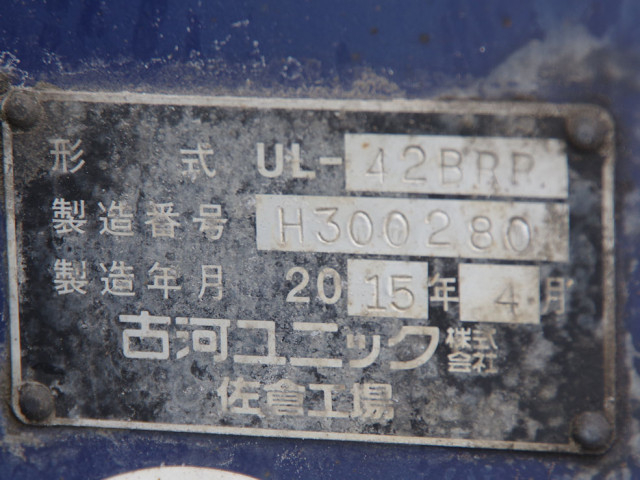 形式 UL-42BRR
製造番号 H300280
製造年月 2015年4月
古河ユニック株式会社
佐倉工場